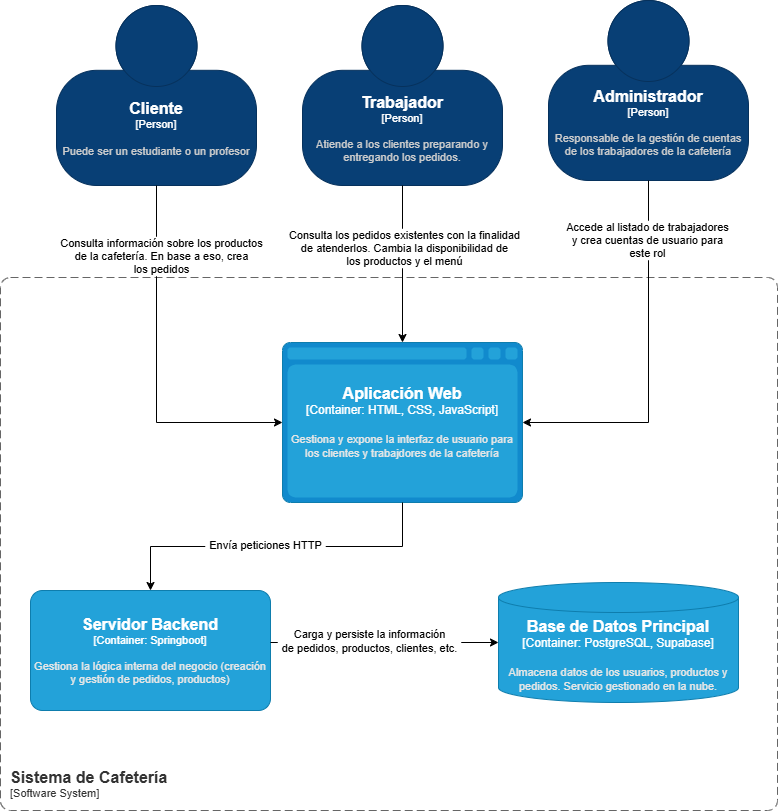 Cliente
[Person]
Puede ser un estudiante o un profesor
Trabajador
[Person]
Atiende a los clientes preparando y
entregando los pedidos.
Administrador
[Person]
Responsable de la gestión de cuentas
de los trabajadores de la cafetería
Consulta información sobre los productos
de la cafetería. En base a eso, crea
los pedidos
Consulta los pedidos existentes con la finalidad
de atenderlos. Cambia la disponibilidad de
los productos y el menú
Accede al listado de trabajadores
y crea cuentas de usuario para
este rol
Aplicación Web
[Container: HTML, CSS, JavaScript]
Gestiona y expone la interfaz de usuario para
los clientes y trabajdores de la cafetería
Envía peticiones HTTP
Servidor Backend
[Container: Springboot]
Gestiona la lógica interna del negocio (creación
y gestión de pedidos, productos)
Carga y persiste la información
de pedidos, productos, clientes, etc.
Base de Datos Principal
[Container: PostgreSQL, Supabase]
Almacena datos de los usuarios, productos y
pedidos. Servicio gestionado en la nube.
Sistema de Cafetería
[Software System]